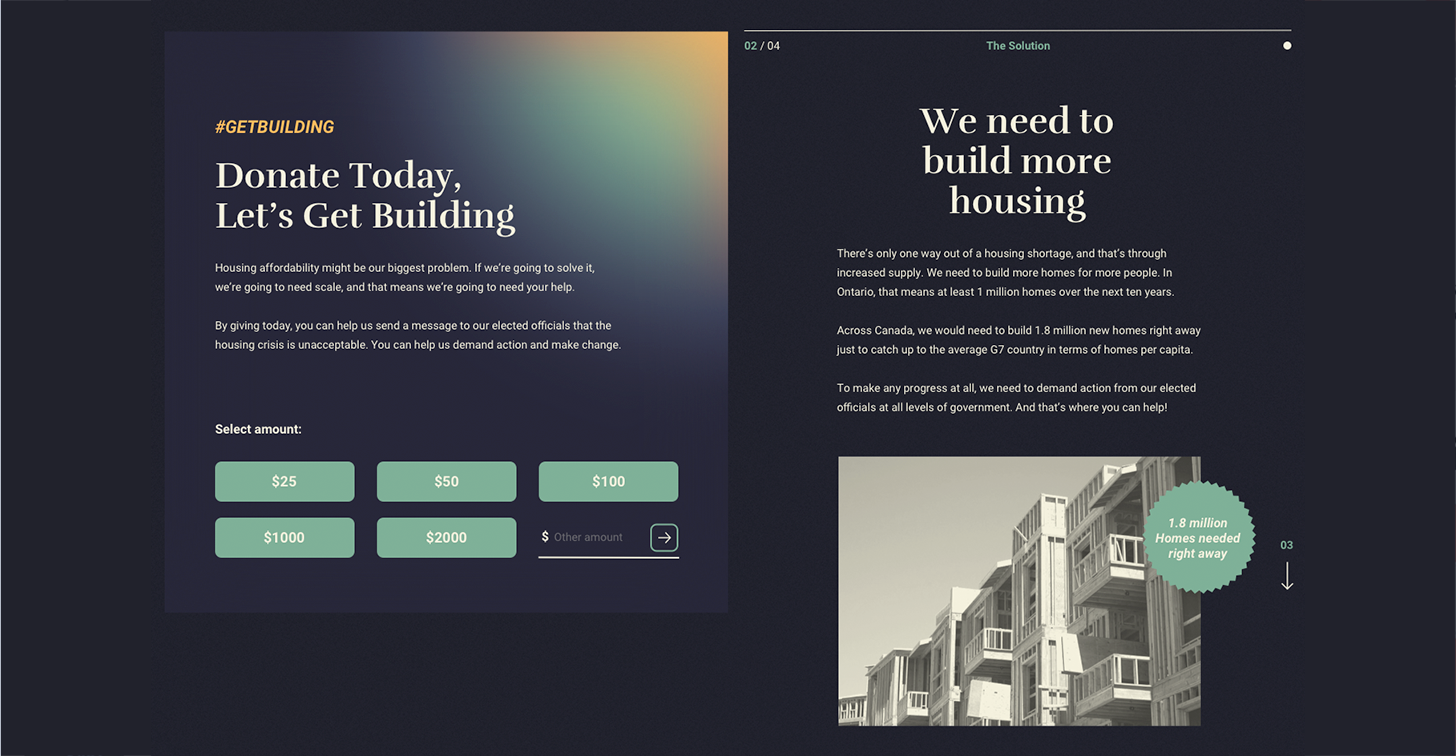 #GETBUILDING
Donate Today,
Let’s Get Building
Housing affordability might be our biggest problem. If we’re going to solve it,
we’re going to need scale, and that means we’re going to need your help.
By giving today, you can help us send a message to our elected officials that the
housing crisis is unacceptable. You can help us demand action and make change.
Select amount:
$25
$50
$100
$1000
$2000
$ Other amount
02 / 04
The Solution
We need to
build more
housing
There’s only one way out of a housing shortage, and that’s through
increased supply. We need to build more homes for more people. In
Ontario, that means at least 1 million homes over the next ten years.
Across Canada, we would need to build 1.8 million new homes right away
just to catch up to the average G7 country in terms of homes per capita.
To make any progress at all, we need to demand action from our elected
officials at all levels of government. And that’s where you can help!
1.8 million
Homes needed
right away
03